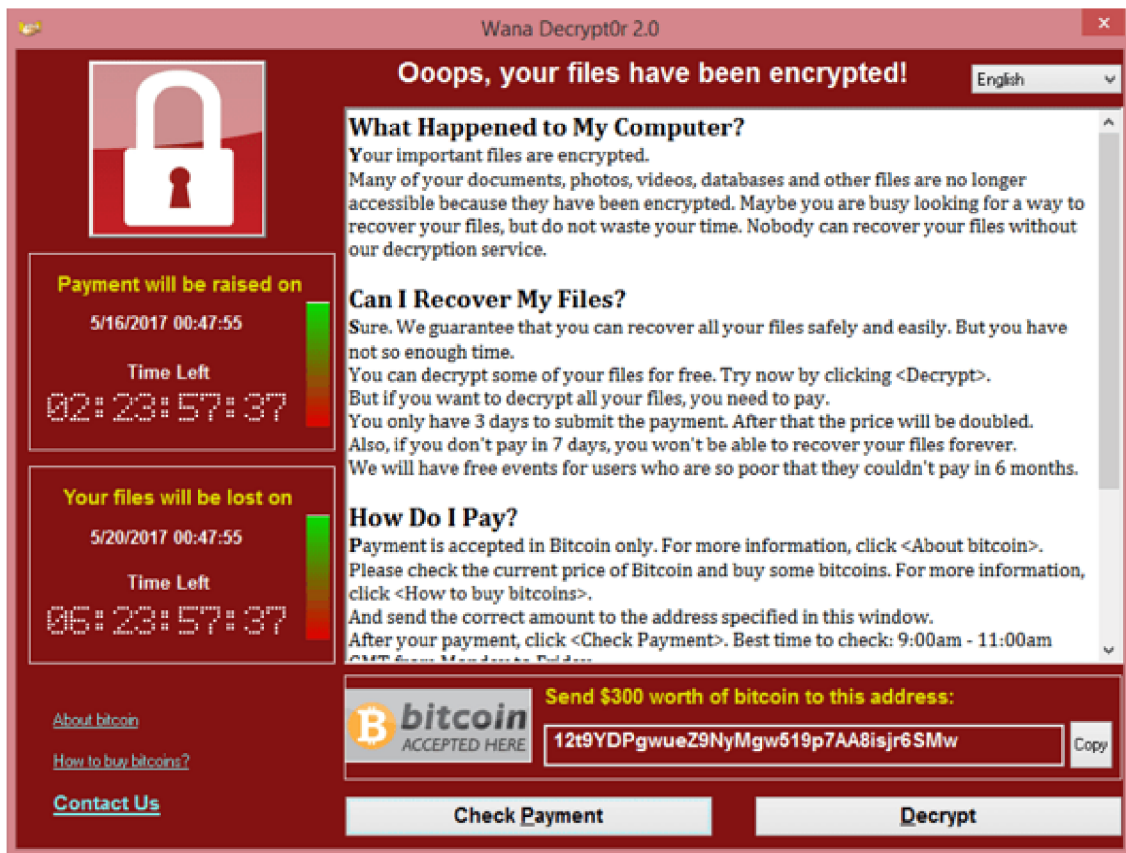 Wana Decrypt0r 2.0
Ooops, your files have been encrypted!
English
What Happened to My Computer?
Your important files are encrypted.
Many of your documents, photos, videos, databases and other files are no longer
accessible because they have been encrypted. Maybe you are busy looking for a way to
recover your files, but do not waste your time. Nobody can recover your files without
our decryption service.
Can I Recover My Files?
Sure. We guarantee that you can recover all your files safely and easily. But you have
not so enough time.
You can decrypt some of your files for free. Try now by clicking <Decrypt>.
But if you want to decrypt all your files, you need to pay.
You only have 3 days to submit the payment. After that the price will be doubled.
Also, if you don't pay in 7 days, you won't be able to recover your files forever.
We will have free events for users who are so poor that they couldn't pay in 6 months.
How Do I Pay?
Payment is accepted in Bitcoin only. For more information, click <About bitcoin>.
Please check the current price of Bitcoin and buy some bitcoins. For more information,
click <How to buy bitcoins>.
And send the correct amount to the address specified in this window.
After your payment, click <Check Payment>. Best time to check: 9:00am - 11:00am
GMT from Monday to Friday.
Payment will be raised on
5/16/2017 00:47:55
Time Left
02:23:57:37
Your files will be lost on
5/20/2017 00:47:55
Time Left
06:23:57:37
About bitcoin
How to buy bitcoins?
Contact Us
bitcoin
ACCEPTED HERE
Send $300 worth of bitcoin to this address:
12t9YDPgwueZ9NyMgw519p7AA8isjr6SMw
Copy
Check Payment
Decrypt